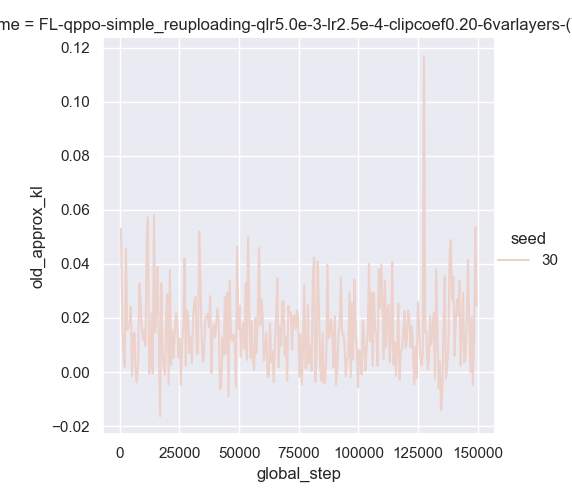 me = FL-qppo-simple_reuploading-qlr5.0e-3-lr2.5e-4-clipcoef0.20-6varlayers-(
0.12
0.10
0.08
0.06
0.04
0.02
0.00
−0.02
old_approx_kl
0 25000 50000 75000 100000 125000 150000
global_step
seed
30